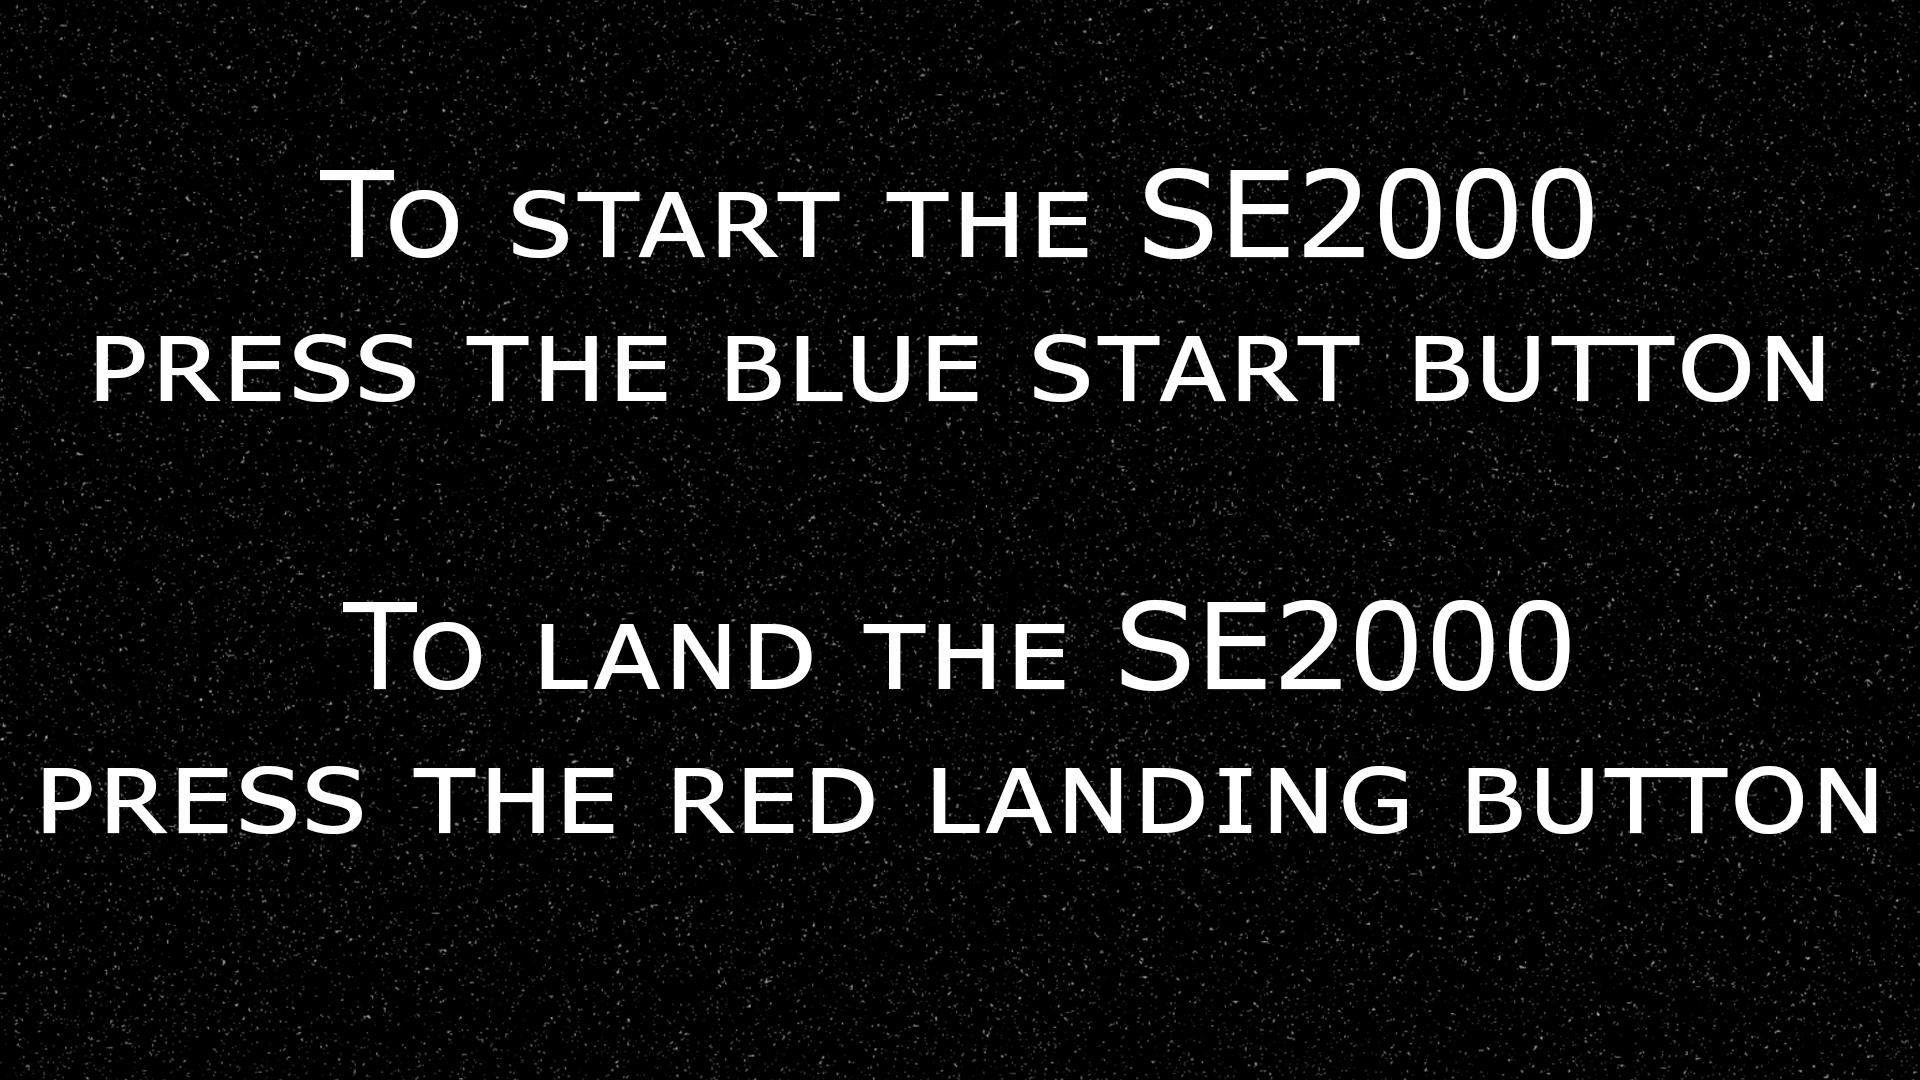 To start the SE2000
press the blue start button
To land the SE2000
press the red landing button